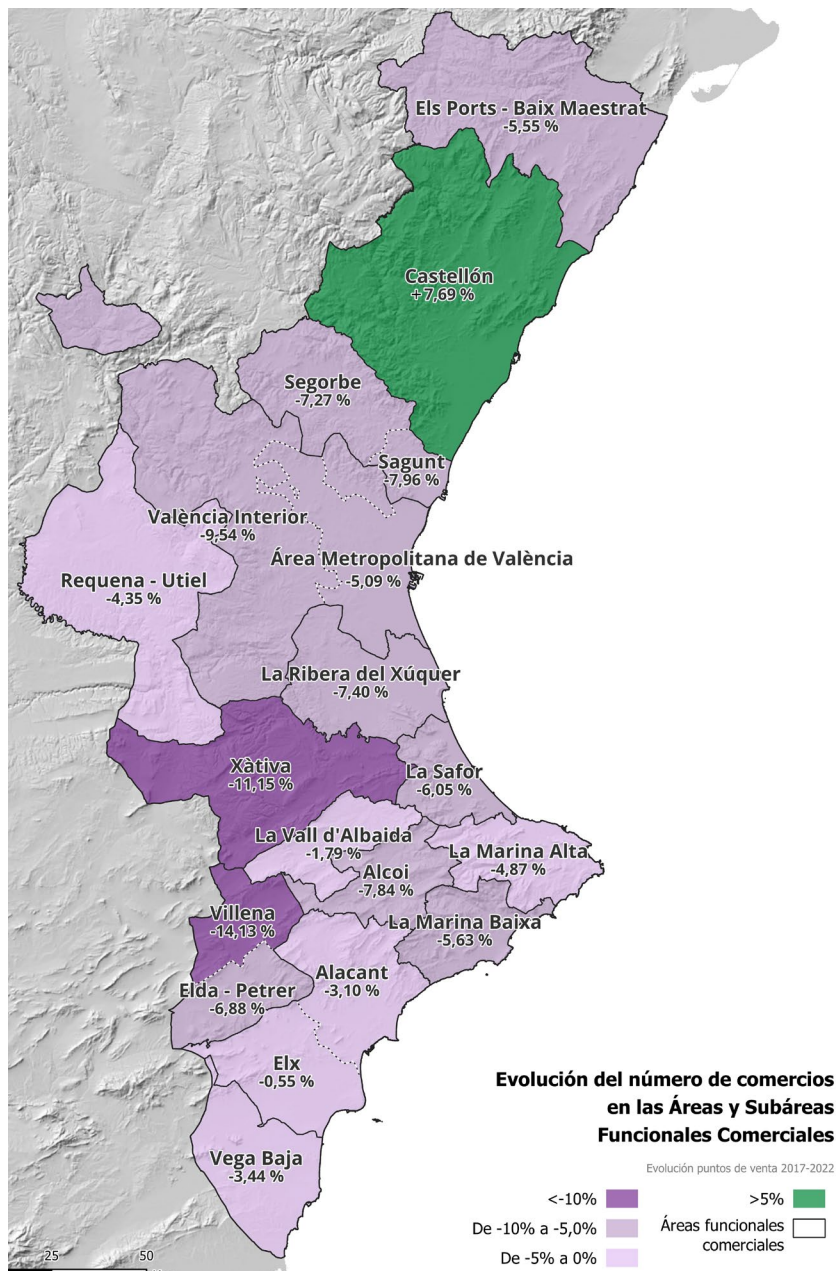 Els Ports - Baix Maestrat
-5,55 %
Castellón
+7,69 %
Segorbe
-7,27 %
Sagunt
-7,96 %
València Interior
-9,54 %
Área Metropolitana de València
-5,09 %
Requena - Utiel
-4,35 %
La Ribera del Xúquer
-7,40 %
Xàtiva
-11,15 %
La Safor
-6,05 %
La Vall d'Albaida
-1,79 %
La Marina Alta
-4,87 %
Alcoi
-7,84 %
Villena
-14,13 %
La Marina Baixa
-5,63 %
Alacant
-3,10 %
Elda - Petrer
-6,88 %
Elx
-0,55 %
Vega Baja
-3,44 %
Evolución del número de comercios
en las Áreas y Subáreas
Funcionales Comerciales
Evolución puntos de venta 2017-2022
<-10%
De -10% a -5,0%
De -5% a 0%
>5%
Áreas funcionales
comerciales
25 50